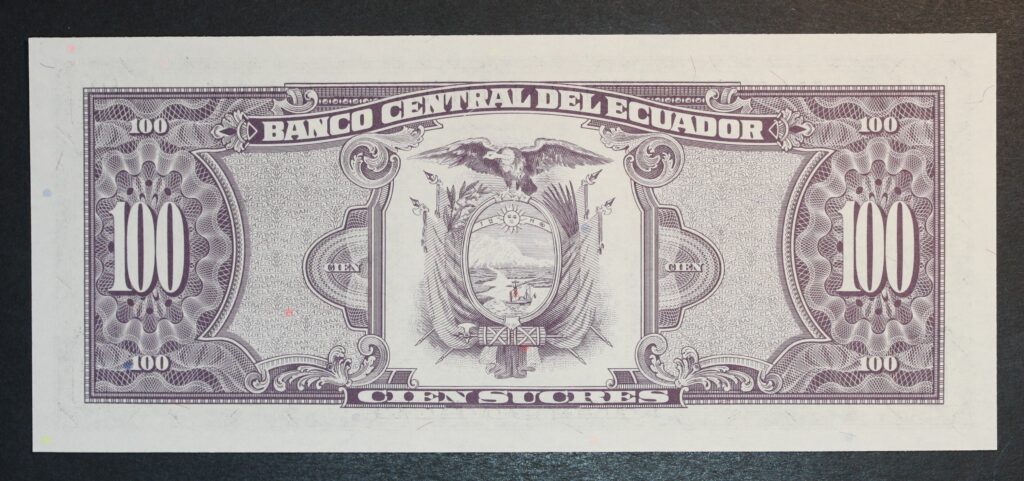 BANCO CENTRAL DEL ECUADOR
100 100
100 CIEN CIEN 100
100 100
CIEN SUCRES